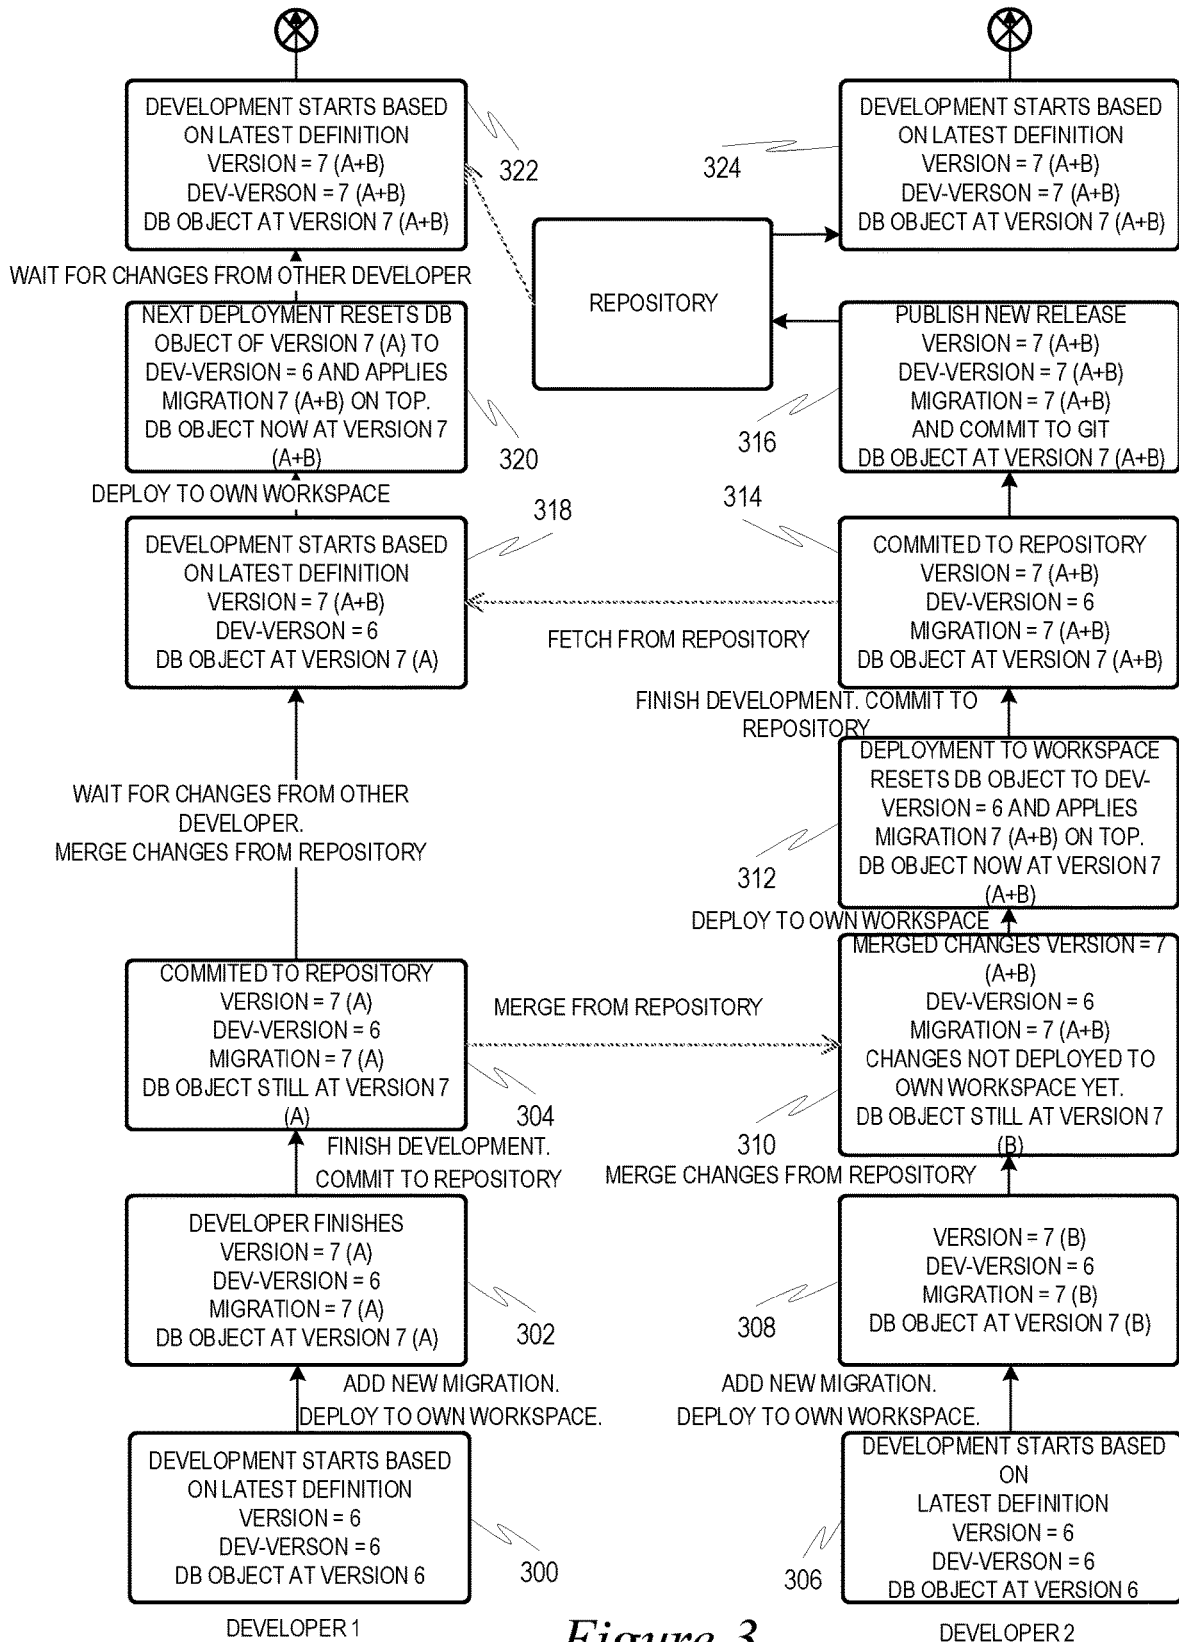 DEVELOPMENT STARTS BASED
ON LATEST DEFINITION
VERSION = 7 (A+B)
DEV-VERSON = 7 (A+B)
DB OBJECT AT VERSION 7 (A+B)
322
324
DEVELOPMENT STARTS BASED
ON LATEST DEFINITION
VERSION = 7 (A+B)
DEV-VERSON = 7 (A+B)
DB OBJECT AT VERSION 7 (A+B)
WAIT FOR CHANGES FROM OTHER DEVELOPER
REPOSITORY
NEXT DEPLOYMENT RESETS DB
OBJECT OF VERSION 7 (A) TO
DEV-VERSION = 6 AND APPLIES
MIGRATION 7 (A+B) ON TOP.
DB OBJECT NOW AT VERSION 7
(A+B)
320
316
PUBLISH NEW RELEASE
VERSION = 7 (A+B)
DEV-VERSION = 7 (A+B)
MIGRATION = 7 (A+B)
AND COMMIT TO GIT
DB OBJECT AT VERSION 7 (A+B)
DEPLOY TO OWN WORKSPACE
318
314
DEVELOPMENT STARTS BASED
ON LATEST DEFINITION
VERSION = 7 (A+B)
DEV-VERSON = 6
DB OBJECT AT VERSION 7 (A)
FETCH FROM REPOSITORY
COMMITED TO REPOSITORY
VERSION = 7 (A+B)
DEV-VERSION = 6
MIGRATION = 7 (A+B)
DB OBJECT AT VERSION 7 (A+B)
FINISH DEVELOPMENT. COMMIT TO
REPOSITORY
WAIT FOR CHANGES FROM OTHER
DEVELOPER.
MERGE CHANGES FROM REPOSITORY
312
DEPLOYMENT TO WORKSPACE
RESETS DB OBJECT TO DEV-
VERSION = 6 AND APPLIES
MIGRATION 7 (A+B) ON TOP.
DB OBJECT NOW AT VERSION 7
(A+B)
DEPLOY TO OWN WORKSPACE
COMMITED TO REPOSITORY
VERSION = 7 (A)
DEV-VERSION = 6
MIGRATION = 7 (A)
DB OBJECT STILL AT VERSION 7
(A)
304
MERGE FROM REPOSITORY
310
MERGED CHANGES VERSION = 7
(A+B)
DEV-VERSION = 6
MIGRATION = 7 (A+B)
CHANGES NOT DEPLOYED TO
OWN WORKSPACE YET.
DB OBJECT STILL AT VERSION 7
(B)
FINISH DEVELOPMENT.
COMMIT TO REPOSITORY
MERGE CHANGES FROM REPOSITORY
DEVELOPER FINISHES
VERSION = 7 (A)
DEV-VERSION = 6
MIGRATION = 7 (A)
DB OBJECT AT VERSION 7 (A)
302
308
VERSION = 7 (B)
DEV-VERSION = 6
MIGRATION = 7 (B)
DB OBJECT AT VERSION 7 (B)
ADD NEW MIGRATION.
DEPLOY TO OWN WORKSPACE.
ADD NEW MIGRATION.
DEPLOY TO OWN WORKSPACE.
DEVELOPMENT STARTS BASED
ON LATEST DEFINITION
VERSION = 6
DEV-VERSON = 6
DB OBJECT AT VERSION 6
300
306
DEVELOPMENT STARTS BASED
ON
LATEST DEFINITION
VERSION = 6
DEV-VERSON = 6
DB OBJECT AT VERSION 6
DEVELOPER 1
Figure 3
DEVELOPER 2